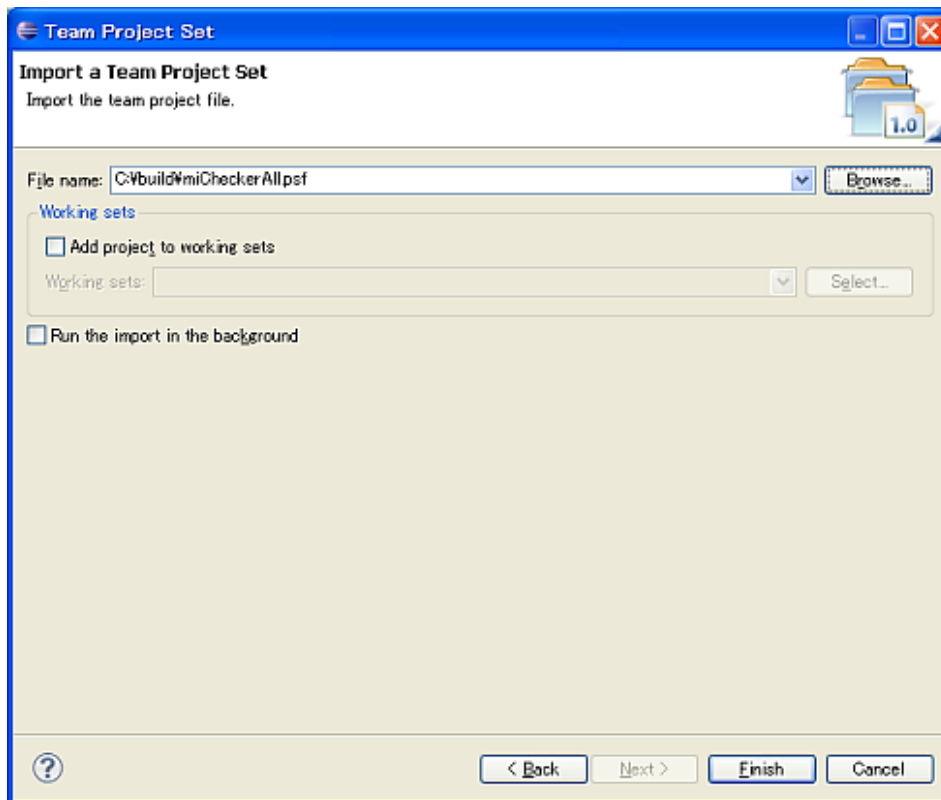 Team Project Set
Import a Team Project Set
Import the team project file.
1.0
File name: C:¥build¥miCheckerAll.psf Browse...
Working sets
Add project to working sets
Working sets: Select...
Run the import in the background
? < Back Next > Finish Cancel